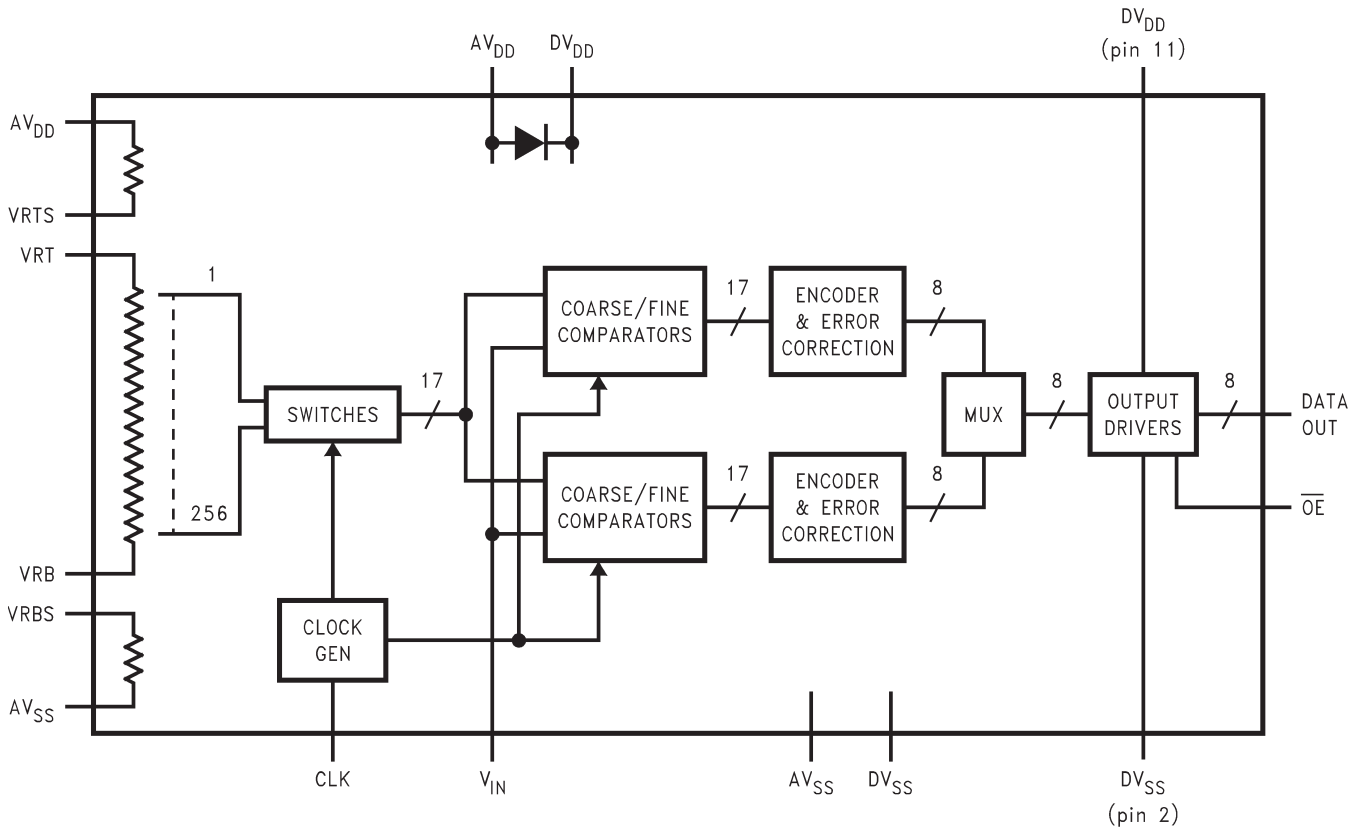 DVDD
(pin 11)
AVDD DVDD
AVDD
VRTS
VRT
1
256
VRB
VRBS
AVSS
SWITCHES
17
CLOCK
GEN
COARSE/FINE
COMPARATORS
17
ENCODER
& ERROR
CORRECTION
8
COARSE/FINE
COMPARATORS
17
ENCODER
& ERROR
CORRECTION
8
MUX
8
OUTPUT
DRIVERS
8
DATA
OUT
OE
CLK
VIN
AVSS DVSS
DVSS
(pin 2)